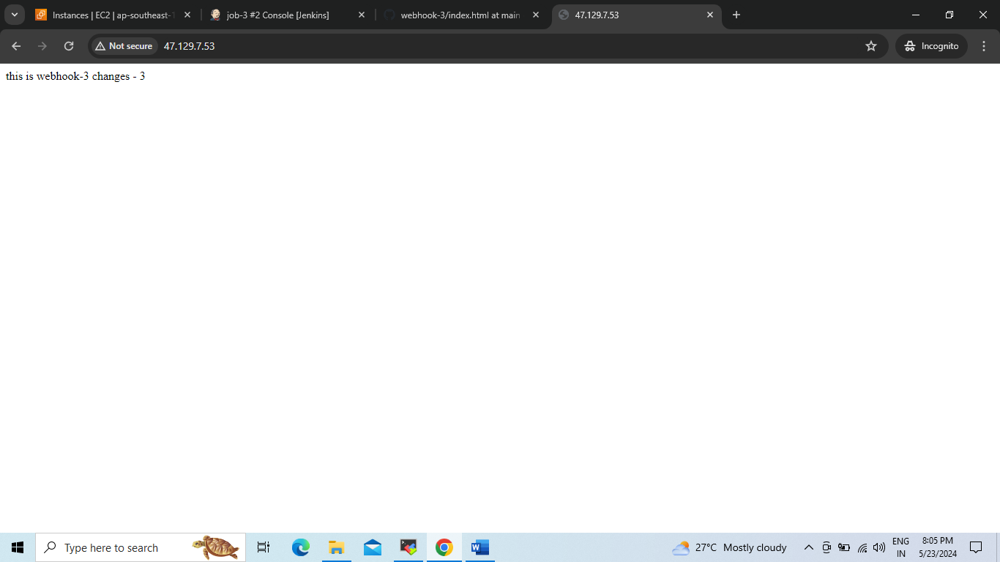 Instances | EC2 | ap-southeast-1
job-3 #2 Console [Jenkins]
webhook-3/index.html at main
47.129.7.53
Not secure
47.129.7.53
Incognito
this is webhook-3 changes - 3
Type here to search
27°C Mostly cloudy
ENG
IN
8:05 PM
5/23/2024